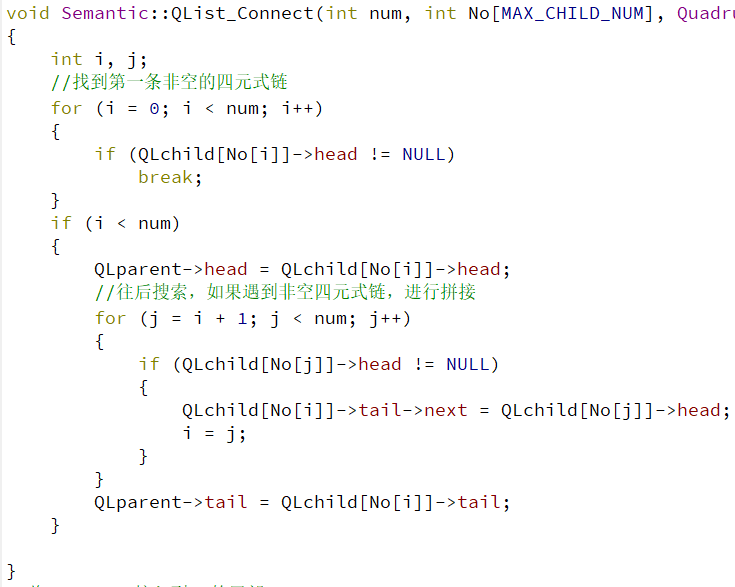 void Semantic::QList_Connect(int num, int No[MAX_CHILD_NUM],
{
int i, j;
//找到第一条非空的四元式链
for (i = 0; i < num; i++)
{
if (QLchild[No[i]]->head != NULL)
break;
}
if (i < num)
{
QLparent->head = QLchild[No[i]]->head;
//往后搜索，如果遇到非空四元式链，进行拼接
for (j = i + 1; j < num; j++)
{
if (QLchild[No[j]]->head != NULL)
{
QLchild[No[i]]->tail->next = QLchild[No[j]]->head;
i = j;
}
}
QLparent->tail = QLchild[No[i]]->tail;
}
}